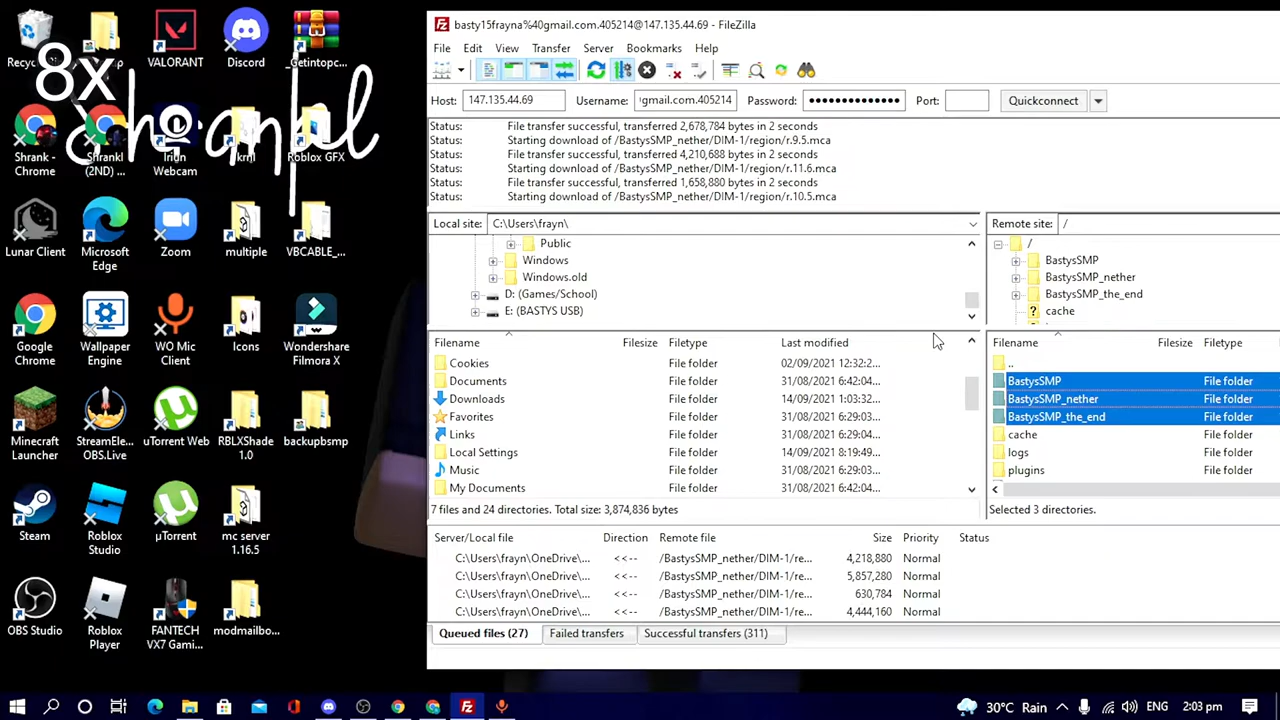 8x
Recyc...
VALORANT
Discord
_Getintopc...
Shrank -
Chrome
Shrankl
(2ND) ...
Iriun
Webcam
Roblox GFX
Lunar Client
Microsoft
Edge
Zoom
multiple
VBCABLE_...
Google
Chrome
Wallpaper
Engine
WO Mic
Client
Icons
Wondershare
Filmora X
Minecraft
Launcher
StreamEle...
OBS.Live
uTorrent Web
RBLXShade
1.0
backupbsmp
Steam
Roblox
Studio
µTorrent
mc server
1.16.5
OBS Studio
Roblox
Player
FANTECH
VX7 Gami...
modmailbo...
basty15frayna%40gmail.com.405214@147.135.44.69 - FileZilla
File Edit View Transfer Server Bookmarks Help
Host: 147.135.44.69 Username: gmail.com.405214 Password: ●●●●●●●●●●●●●● Port: Quickconnect
Status: File transfer successful, transferred 2,678,784 bytes in 2 seconds
Status: Starting download of /BastysSMP_nether/DIM-1/region/r.9.5.mca
Status: File transfer successful, transferred 4,210,688 bytes in 2 seconds
Status: Starting download of /BastysSMP_nether/DIM-1/region/r.11.6.mca
Status: File transfer successful, transferred 1,658,880 bytes in 2 seconds
Status: Starting download of /BastysSMP_nether/DIM-1/region/r.10.5.mca
Local site: C:\Users\frayn\
Public
Windows
Windows.old
D: (Games/School)
E: (BASTYS USB)
Remote site: /
/
BastysSMP
BastysSMP_nether
BastysSMP_the_end
cache
Filename Filesize Filetype Last modified
Cookies File folder 02/09/2021 12:32:2...
Documents File folder 31/08/2021 6:42:04...
Downloads File folder 14/09/2021 1:03:32...
Favorites File folder 31/08/2021 6:29:03...
Links File folder 31/08/2021 6:29:04...
Local Settings File folder 14/09/2021 8:19:49...
Music File folder 31/08/2021 6:29:03...
My Documents File folder 31/08/2021 6:42:04...
7 files and 24 directories. Total size: 3,874,836 bytes
Filename Filesize Filetype
..
BastysSMP File folder
BastysSMP_nether File folder
BastysSMP_the_end File folder
cache File folder
logs File folder
plugins File folder
Selected 3 directories.
Server/Local file Direction Remote file Size Priority Status
C:\Users\frayn\OneDrive\... <<-- /BastysSMP_nether/DIM-1/re... 4,218,880 Normal
C:\Users\frayn\OneDrive\... <<-- /BastysSMP_nether/DIM-1/re... 5,857,280 Normal
C:\Users\frayn\OneDrive\... <<-- /BastysSMP_nether/DIM-1/re... 630,784 Normal
C:\Users\frayn\OneDrive\... <<-- /BastysSMP_nether/DIM-1/re... 4,444,160 Normal
Queued files (27) Failed transfers Successful transfers (311)
30°C Rain ENG 2:03 pm